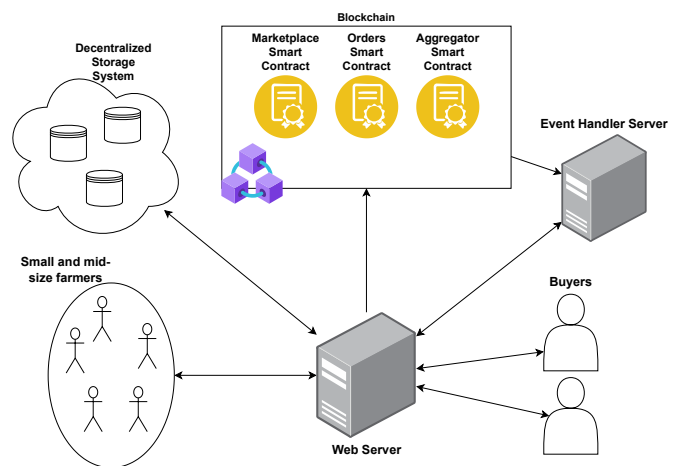 Blockchain
Decentralized
Storage
System
Marketplace
Smart
Contract
Orders
Smart
Contract
Aggregator
Smart
Contract
Event Handler Server
Small and mid-
size farmers
Buyers
Web Server